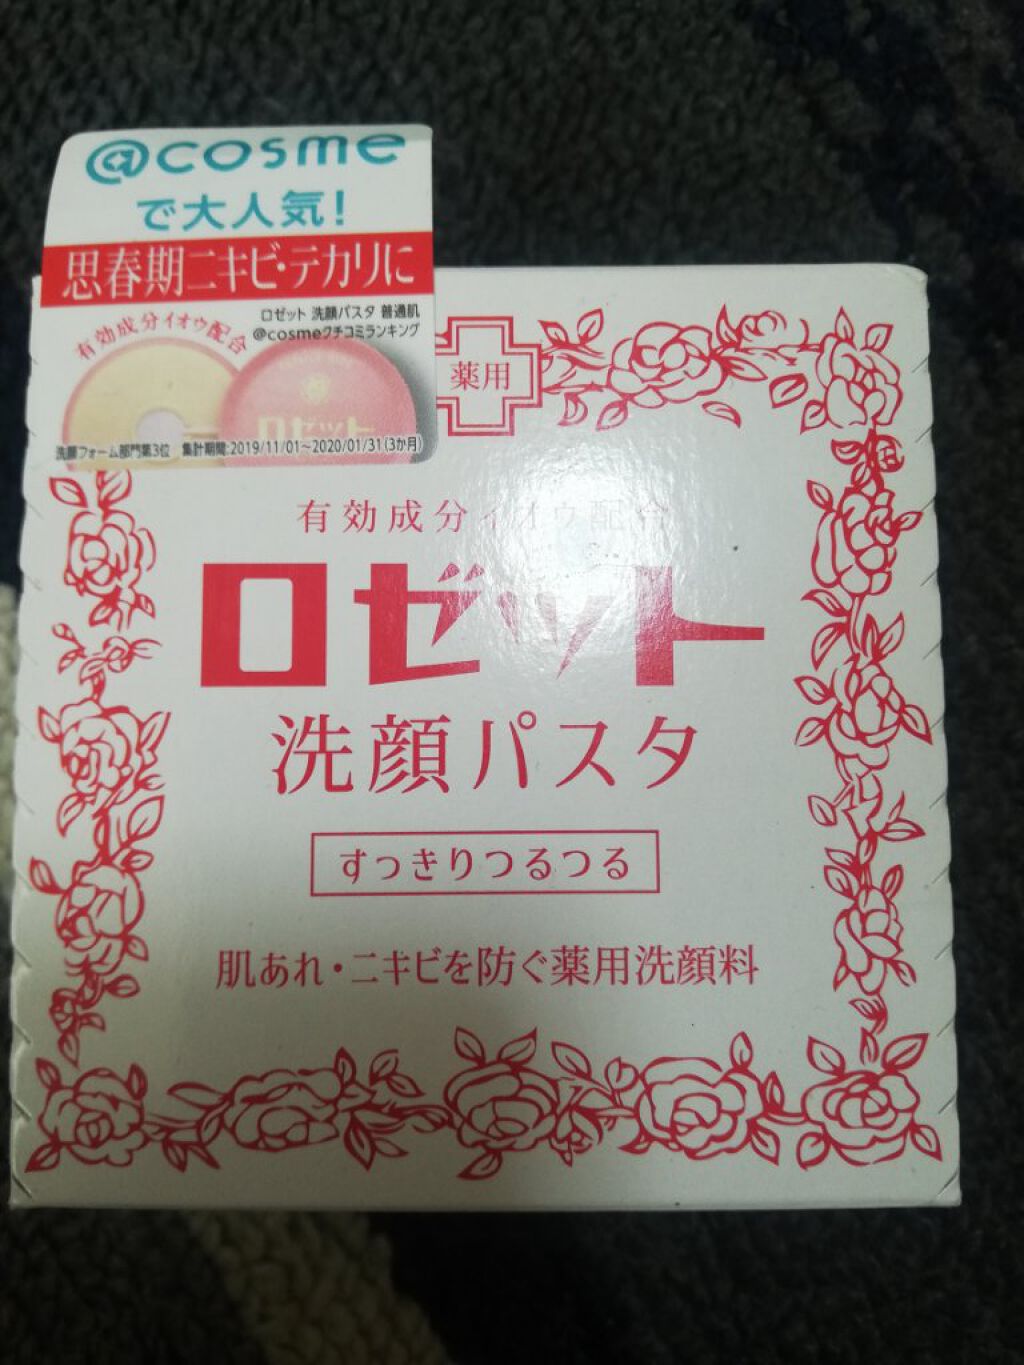 @cosme
で大人気!
思春期ニキビ・テカリに
ロゼット 洗顔パスタ 普通肌
@cosmeクチコミランキング
有効成分イオウ配合
ロゼット
洗顔フォーム部門第3位 集計期間:2019/11/01~2020/01/31(3か月)
薬用
有効成分イオウ配合
ロゼット
洗顔パスタ
すっきりつるつる
肌あれ・ニキビを防ぐ薬用洗顔料